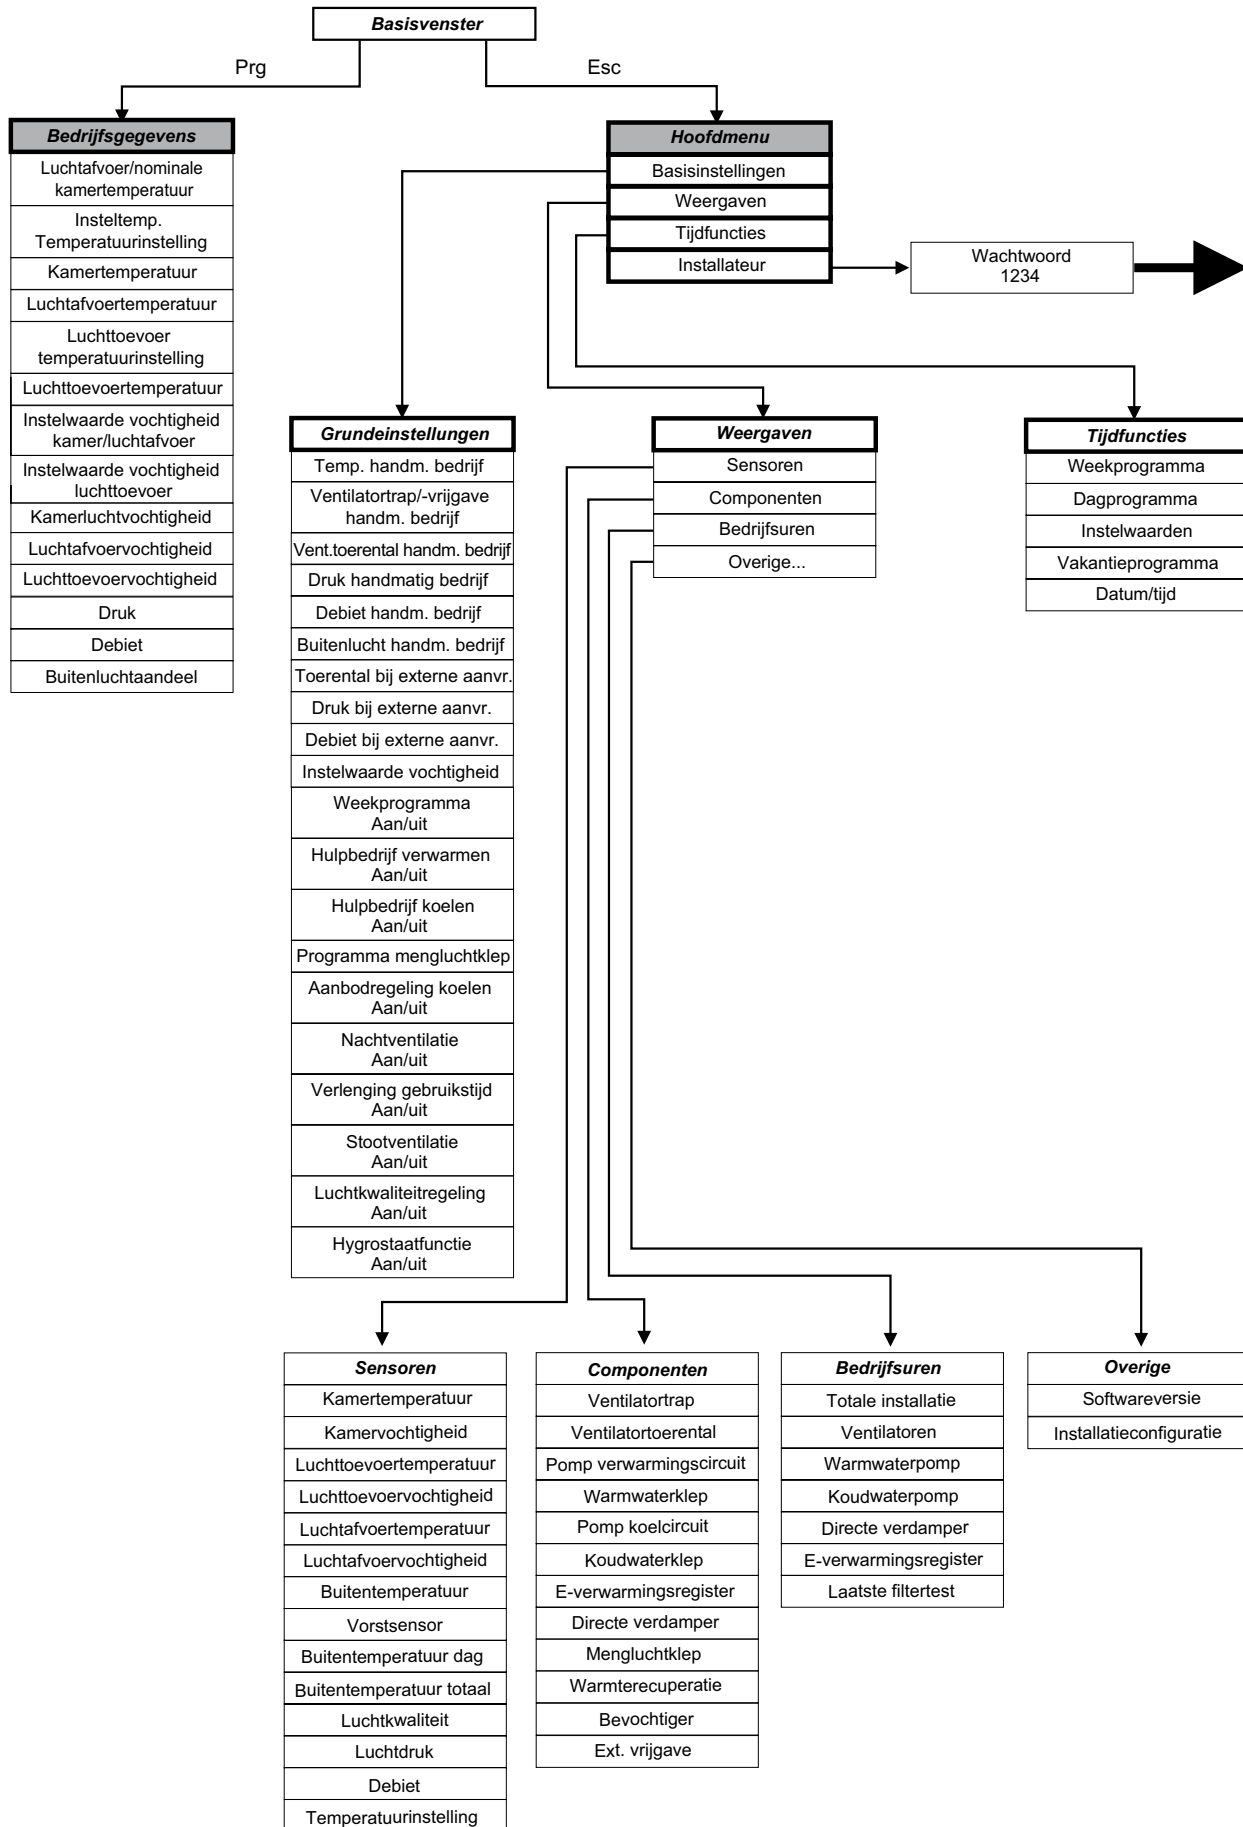 Basisvenster
Prg
Esc
Bedrijfsgegevens
Luchtafvoer/nominale
kamertemperatuur
Insteltemp.
Temperatuurinstelling
Kamertemperatuur
Luchtafvoertemperatuur
Luchttoevoer
temperatuurinstelling
Luchttoevoertemperatuur
Instelwaarde vochtigheid
kamer/luchtafvoer
Instelwaarde vochtigheid
luchttoevoer
Kamerluchtvochtigheid
Luchtafvoervochtigheid
Luchttoevoervochtigheid
Druk
Debiet
Buitenluchtaandeel
Hoofdmenu
Basisinstellingen
Weergaven
Tijdfuncties
Installateur
Wachtwoord
1234
Grundeinstellungen
Temp. handm. bedrijf
Ventilatortrap/-vrijgave
handm. bedrijf
Vent.toerental handm. bedrijf
Druk handmatig bedrijf
Debiet handm. bedrijf
Buitenlucht handm. bedrijf
Toerental bij externe aanvr.
Druk bij externe aanvr.
Debiet bij externe aanvr.
Instelwaarde vochtigheid
Weekprogramma
Aan/uit
Hulpbedrijf verwarmen
Aan/uit
Hulpbedrijf koelen
Aan/uit
Programma mengluchtklep
Aanbodregeling koelen
Aan/uit
Nachtventilatie
Aan/uit
Verlenging gebruikstijd
Aan/uit
Stootventilatie
Aan/uit
Luchtkwaliteitregeling
Aan/uit
Hygrostaatfunctie
Aan/uit
Weergaven
Sensoren
Componenten
Bedrijfsuren
Overige...
Tijdfuncties
Weekprogramma
Dagprogramma
Instelwaarden
Vakantieprogramma
Datum/tijd
Sensoren
Kamertemperatuur
Kamervochtigheid
Luchttoevoertemperatuur
Luchttoevoervochtigheid
Luchtafvoertemperatuur
Luchtafvoervochtigheid
Buitentemperatuur
Vorstsensor
Buitentemperatuur dag
Buitentemperatuur totaal
Luchtkwaliteit
Luchtdruk
Debiet
Temperatuurinstelling
Componenten
Ventilatortrap
Ventilatortoerental
Pomp verwarmingscircuit
Warmwaterklep
Pomp koelcircuit
Koudwaterklep
E-verwarmingsregister
Directe verdamper
Mengluchtklep
Warmterecuperatie
Bevochtiger
Ext. vrijgave
Bedrijfsuren
Totale installatie
Ventilatoren
Warmwaterpomp
Koudwaterpomp
Directe verdamper
E-verwarmingsregister
Laatste filtertest
Overige
Softwareversie
Installatieconfiguratie